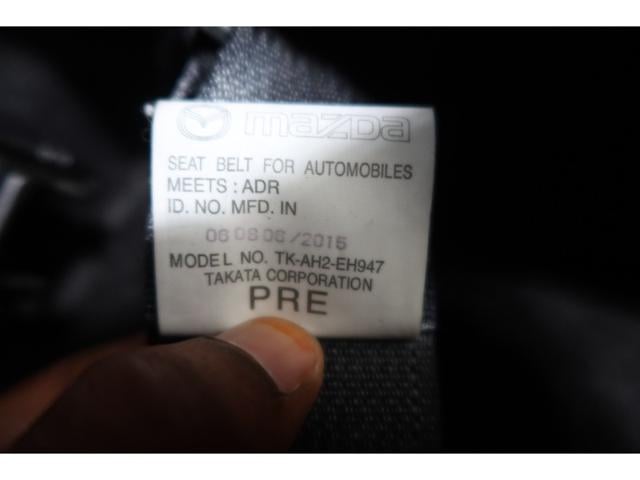 mazda
SEAT BELT FOR AUTOMOBILES
MEETS : ADR
ID. NO. MFD. IN
06 08 06/2015
MODEL NO. TK-AH2-EH947
TAKATA CORPORATION
PRE